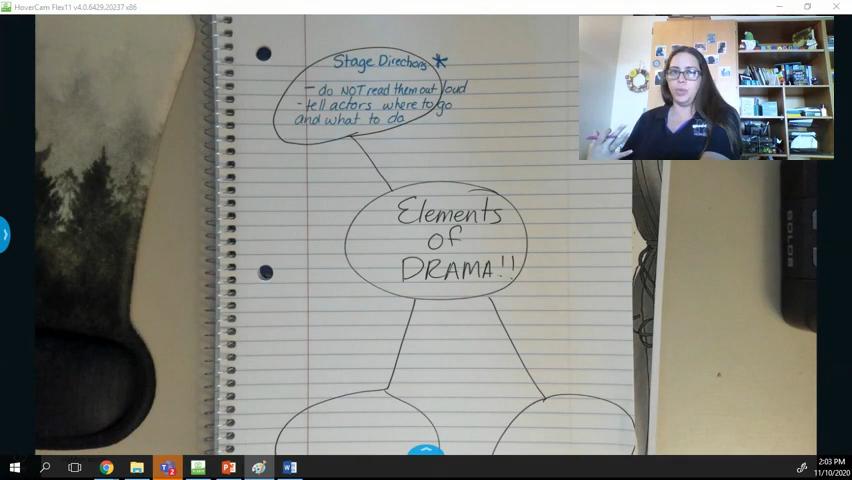 HoverCam Flex11 v4.0.6429.20237 x86
Stage Directions *
- do NOT read them out loud
- tell actors where to go
and what to do
Elements
of
DRAMA!!
SOLOS
2:03 PM
11/10/2020